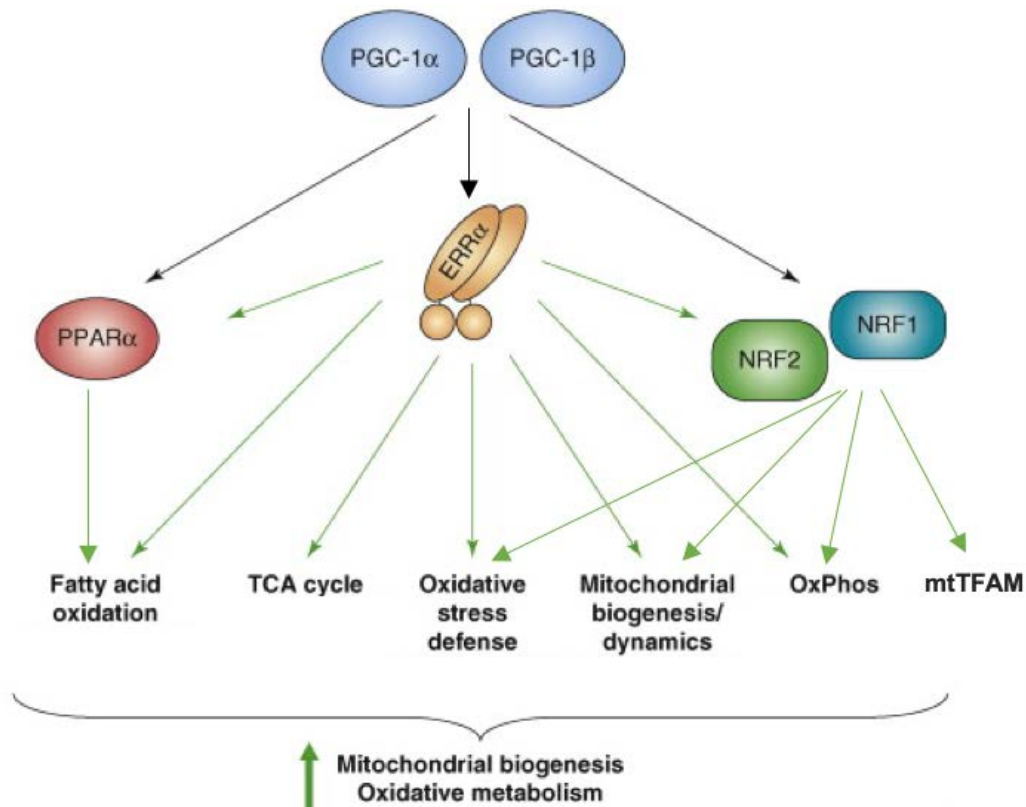 PGC-1α
PGC-1β
ERRα
PPARα
NRF1
NRF2
Fatty acid
oxidation
TCA cycle
Oxidative
stress
defense
Mitochondrial
biogenesis/
dynamics
OxPhos
mtTFAM
Mitochondrial biogenesis
Oxidative metabolism